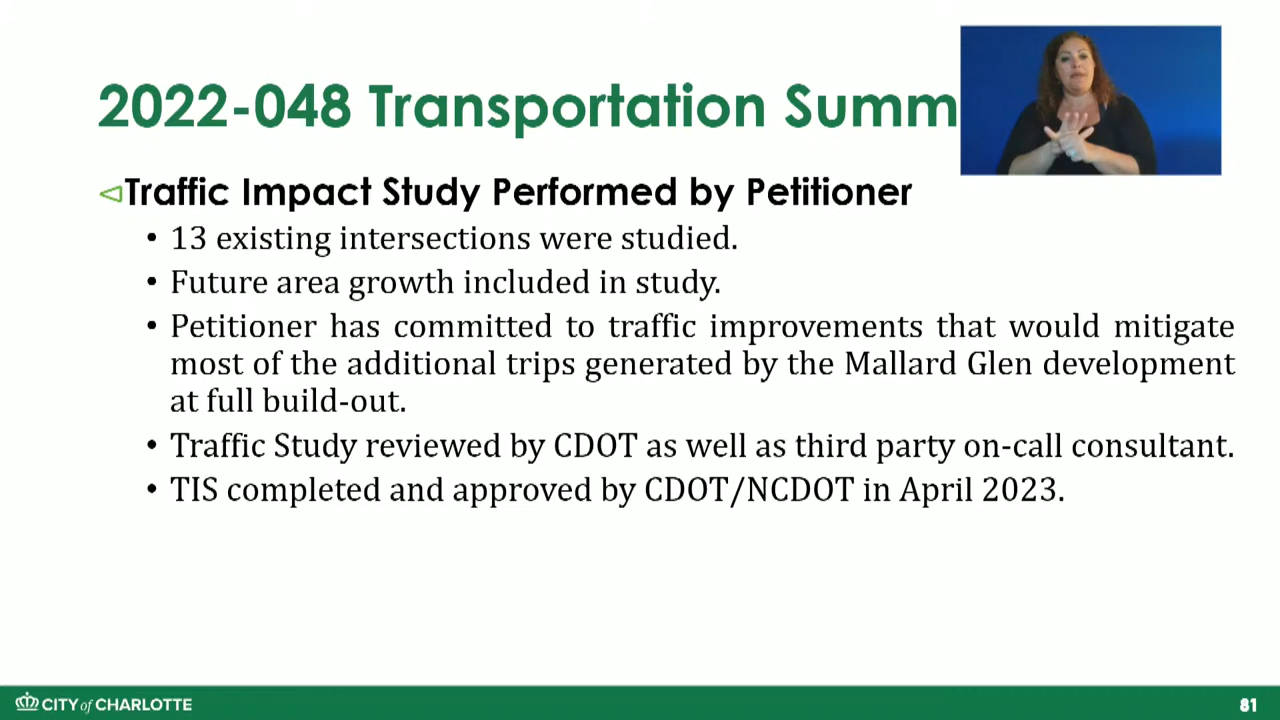 2022-048 Transportation Summ
Traffic Impact Study Performed by Petitioner
• 13 existing intersections were studied.
• Future area growth included in study.
• Petitioner has committed to traffic improvements that would mitigate
most of the additional trips generated by the Mallard Glen development
at full build-out.
• Traffic Study reviewed by CDOT as well as third party on-call consultant.
• TIS completed and approved by CDOT/NCDOT in April 2023.
CITY of CHARLOTTE
81